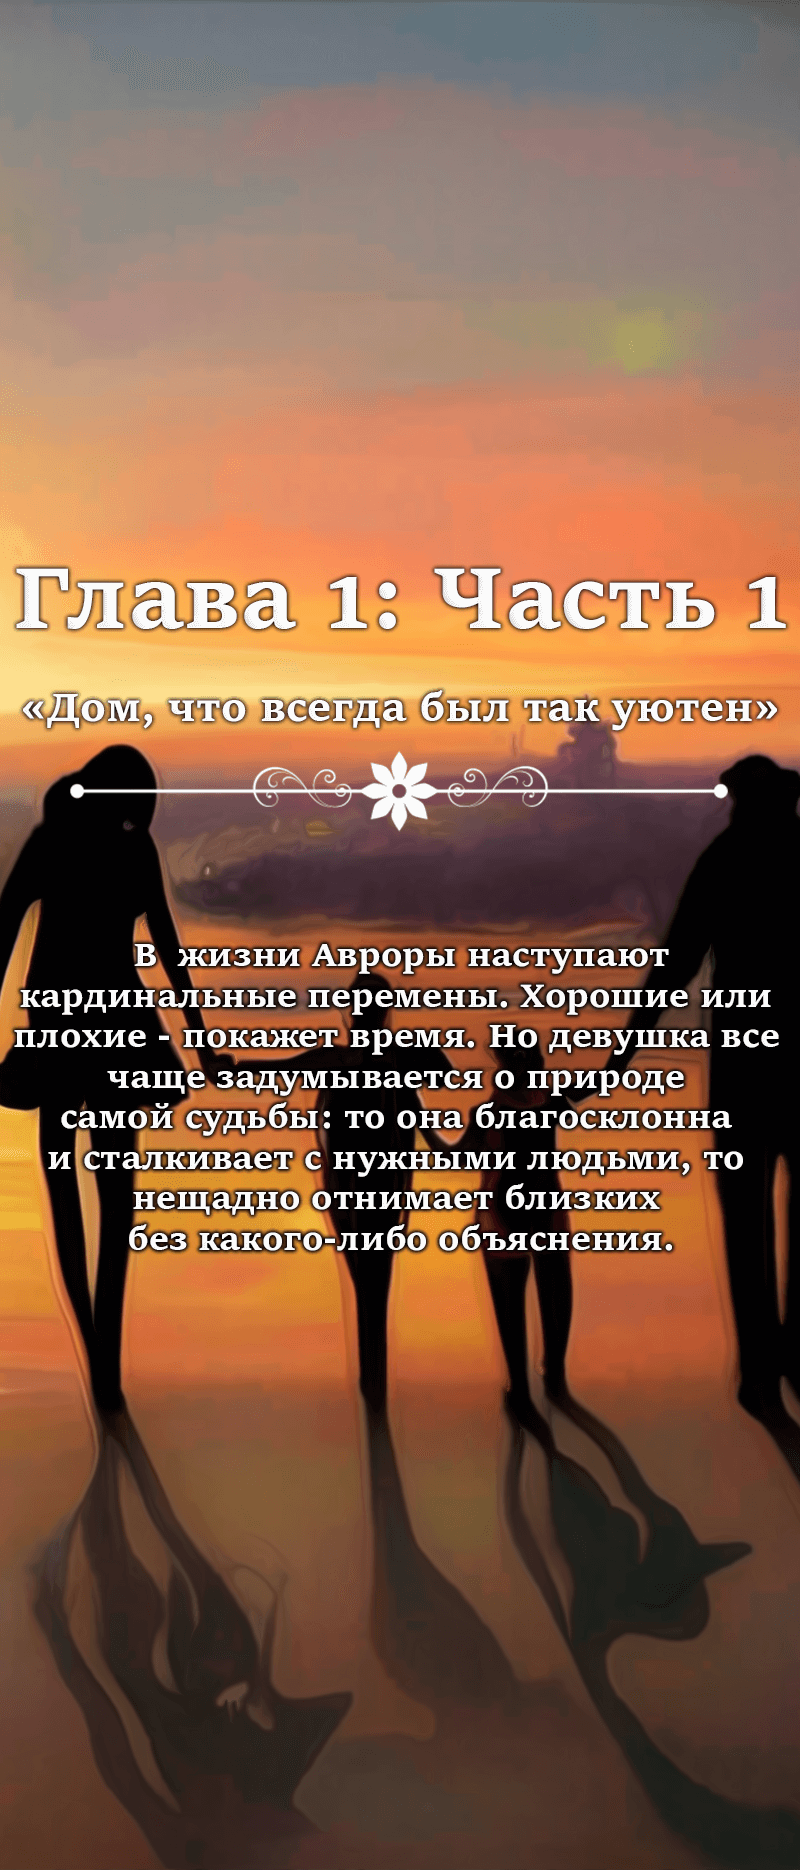 Глава 1: Часть 1
«Дом, что всегда был так уютен»
В жизни Авроры наступают
кардинальные перемены. Хорошие или
плохие - покажет время. Но девушка все
чаще задумывается о природе
самой судьбы: то она благосклонна
и сталкивает с нужными людьми, то
нещадно отнимает близких
без какого-либо объяснения.